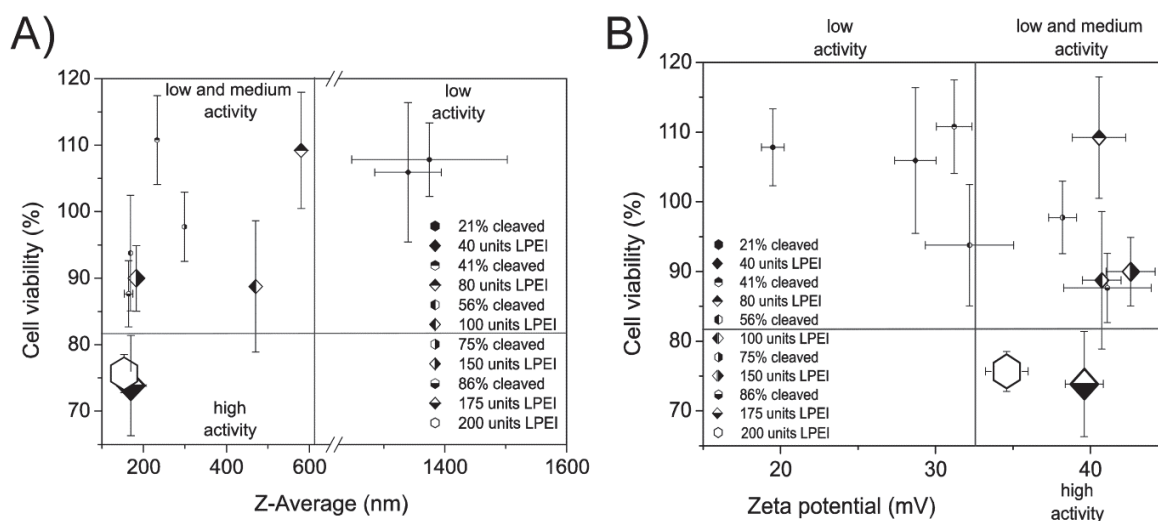 A)
low and medium
activity
low
activity
high
activity
120
110
100
90
80
70
Cell viability (%)
200
400
600
1400
1600
Z-Average (nm)
21% cleaved
40 units LPEI
41% cleaved
80 units LPEI
56% cleaved
100 units LPEI
75% cleaved
150 units LPEI
86% cleaved
175 units LPEI
200 units LPEI
B)
low
activity
low and medium
activity
120
110
100
90
80
70
Cell viability (%)
21% cleaved
40 units LPEI
41% cleaved
80 units LPEI
56% cleaved
100 units LPEI
75% cleaved
150 units LPEI
86% cleaved
175 units LPEI
200 units LPEI
20
30
40
Zeta potential (mV)
high
activity